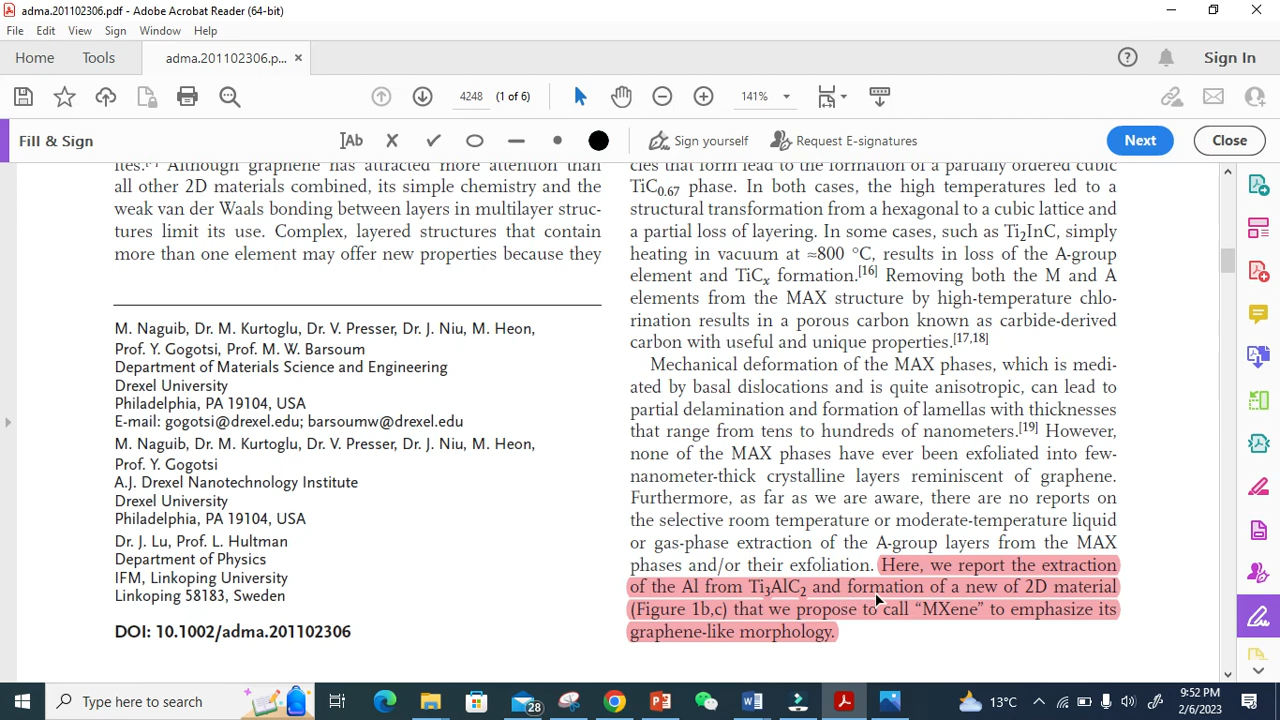 adma.201102306.pdf - Adobe Acrobat Reader (64-bit)
File Edit View Sign Window Help
Home Tools adma.201102306.p... × Sign In
4248 (1 of 6) 141%
Fill & Sign Ab Sign yourself Request E-signatures Next Close
all other 2D materials combined, its simple chemistry and the
weak van der Waals bonding between layers in multilayer struc-
tures limit its use. Complex, layered structures that contain
more than one element may offer new properties because they
M. Naguib, Dr. M. Kurtoglu, Dr. V. Presser, Dr. J. Niu, M. Heon,
Prof. Y. Gogotsi, Prof. M. W. Barsoum
Department of Materials Science and Engineering
Drexel University
Philadelphia, PA 19104, USA
E-mail: gogotsi@drexel.edu; barsoumw@drexel.edu
M. Naguib, Dr. M. Kurtoglu, Dr. V. Presser, Dr. J. Niu, M. Heon,
Prof. Y. Gogotsi
A.J. Drexel Nanotechnology Institute
Drexel University
Philadelphia, PA 19104, USA
Dr. J. Lu, Prof. L. Hultman
Department of Physics
IFM, Linkoping University
Linkoping 58183, Sweden
DOI: 10.1002/adma.201102306
cies that form lead to the formation of a partially ordered cubic
TiC0.67 phase. In both cases, the high temperatures led to a
structural transformation from a hexagonal to a cubic lattice and
a partial loss of layering. In some cases, such as Ti2InC, simply
heating in vacuum at ≈800 °C, results in loss of the A-group
element and TiCx formation.[16] Removing both the M and A
elements from the MAX structure by high-temperature chlo-
rination results in a porous carbon known as carbide-derived
carbon with useful and unique properties.[17,18]
Mechanical deformation of the MAX phases, which is medi-
ated by basal dislocations and is quite anisotropic, can lead to
partial delamination and formation of lamellas with thicknesses
that range from tens to hundreds of nanometers.[19] However,
none of the MAX phases have ever been exfoliated into few-
nanometer-thick crystalline layers reminiscent of graphene.
Furthermore, as far as we are aware, there are no reports on
the selective room temperature or moderate-temperature liquid
or gas-phase extraction of the A-group layers from the MAX
phases and/or their exfoliation. Here, we report the extraction
of the Al from Ti3AlC2 and formation of a new of 2D material
(Figure 1b,c) that we propose to call “MXene” to emphasize its
graphene-like morphology.
Type here to search 28 13°C 9:52 PM
2/6/2023